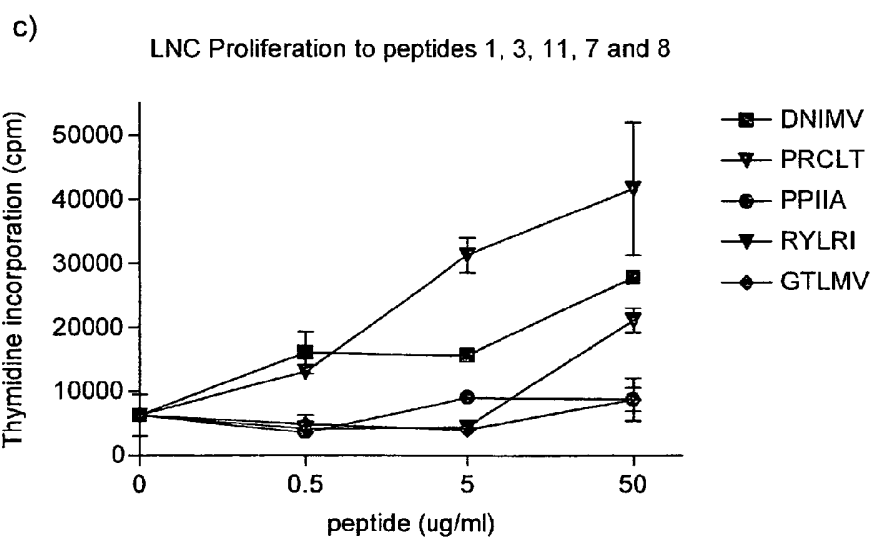 c)
LNC Proliferation to peptides 1, 3, 11, 7 and 8
Thymidine incorporation (cpm)
50000
40000
30000
20000
10000
0
0 0.5 5 50
peptide (ug/ml)
DNIMV
PRCLT
PPIIA
RYLRI
GTLMV